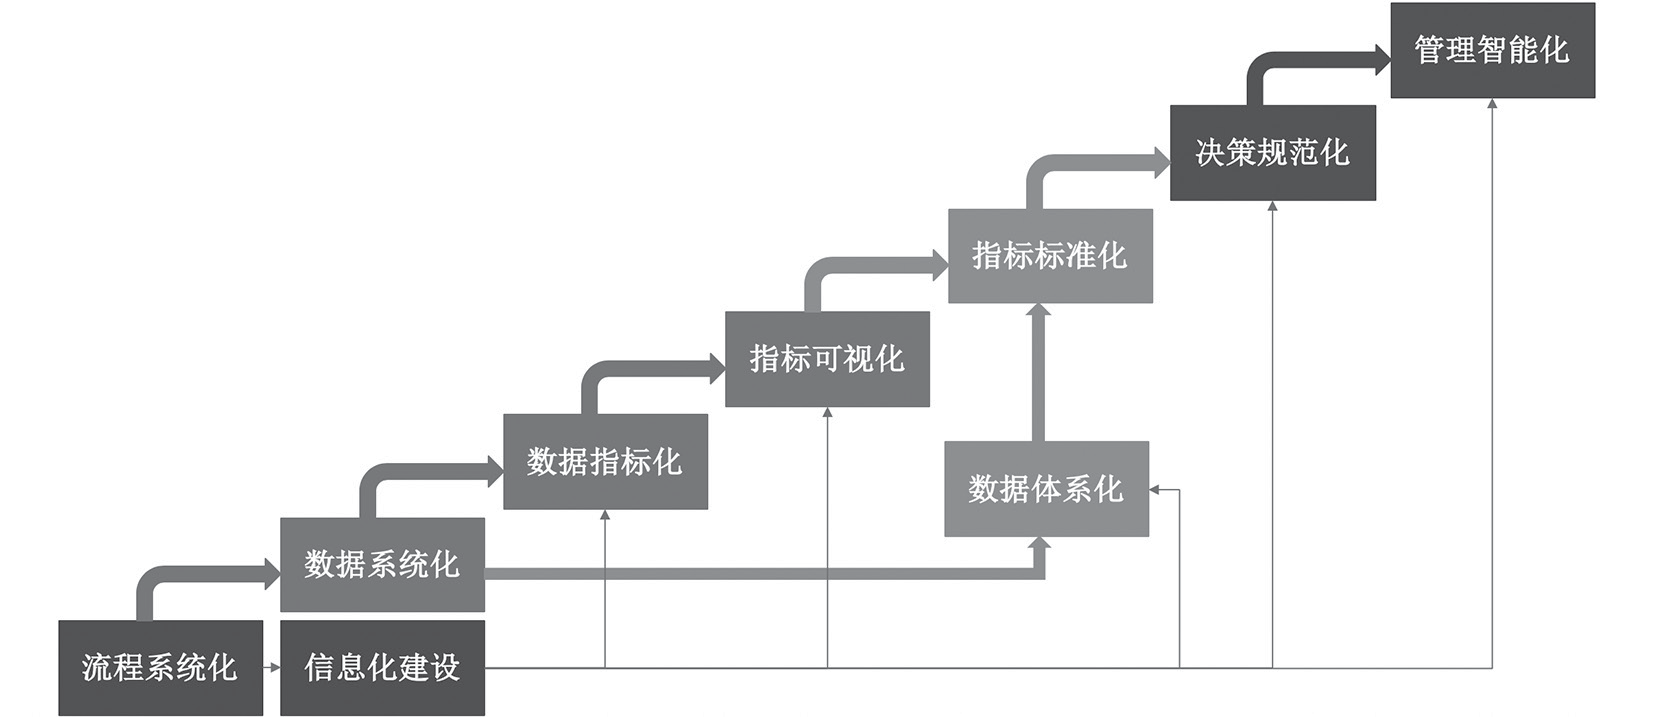 管理智能化
决策规范化
指标标准化
指标可视化
数据指标化
数据体系化
数据系统化
流程系统化
信息化建设